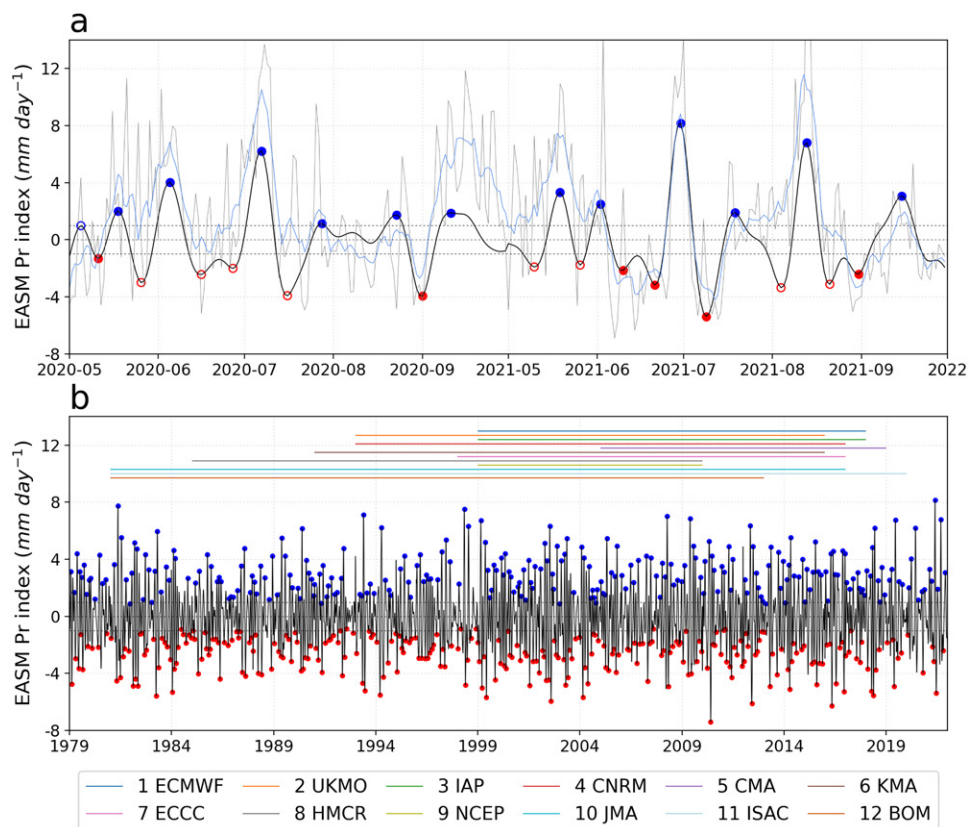 a
EASM Pr index (mm day⁻¹)
12
8
4
0
-4
-8
2020-05 2020-06 2020-07 2020-08 2020-09 2021-05 2021-06 2021-07 2021-08 2021-09 2022
b
EASM Pr index (mm day⁻¹)
12
8
4
0
-4
-8
1979 1984 1989 1994 1999 2004 2009 2014 2019
1 ECMWF 2 UKMO 3 IAP 4 CNRM 5 CMA 6 KMA
7 ECCC 8 HMCR 9 NCEP 10 JMA 11 ISAC 12 BOM